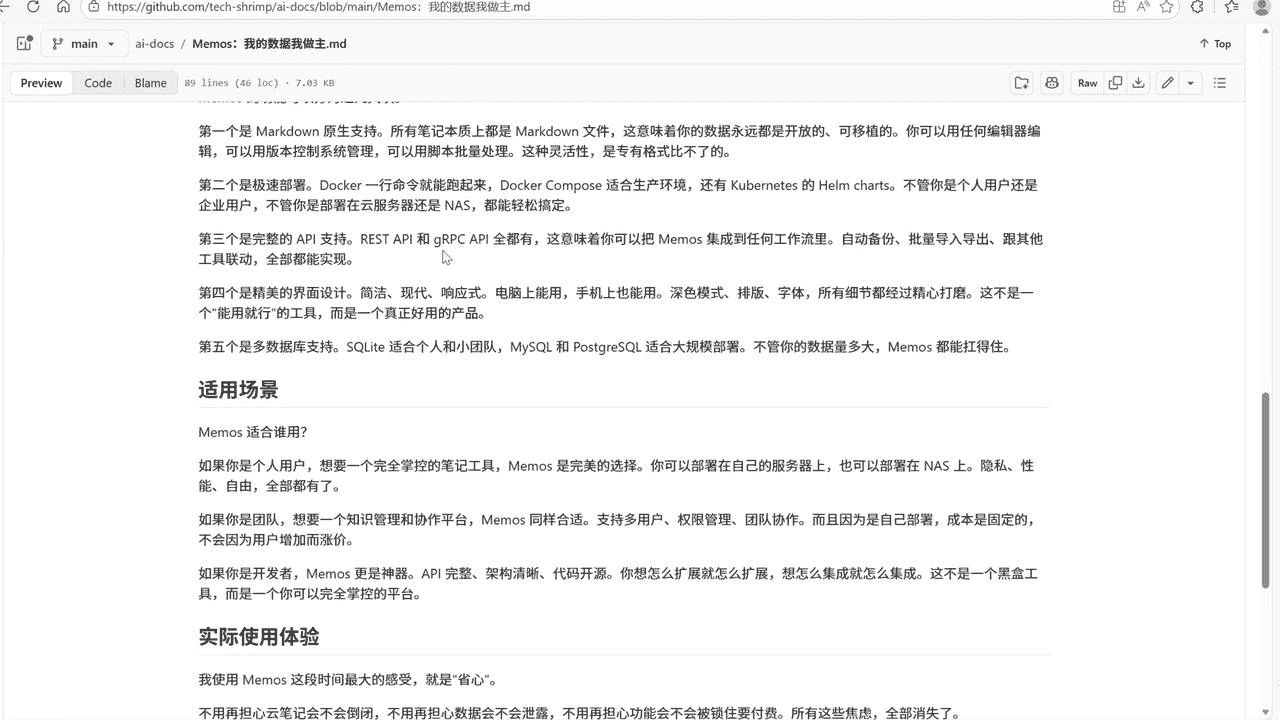 https://github.com/tech-shrimp/ai-docs/blob/main/Memos：我的数据我做主.md
main
ai-docs / Memos：我的数据我做主.md
Top
Preview Code Blame 89 lines (46 loc) · 7.03 KB
Raw
第一个是 Markdown 原生支持。所有笔记本质上都是 Markdown 文件，这意味着你的数据永远都是开放的、可移植的。你可以用任何编辑器编
辑，可以用版本控制系统管理，可以用脚本批量处理。这种灵活性，是专有格式比不了的。
第二个是极速部署。Docker 一行命令就能跑起来，Docker Compose 适合生产环境，还有 Kubernetes 的 Helm charts。不管你是个人用户还是
企业用户，不管你是部署在云服务器还是 NAS，都能轻松搞定。
第三个是完整的 API 支持。REST API 和 gRPC API 全都有，这意味着你可以把 Memos 集成到任何工作流里。自动备份、批量导入导出、跟其他
工具联动，全部都能实现。
第四个是精美的界面设计。简洁、现代、响应式。电脑上能用，手机上也能用。深色模式、排版、字体，所有细节都经过精心打磨。这不是一
个"能用就行"的工具，而是一个真正好用的产品。
第五个是多数据库支持。SQLite 适合个人和小团队，MySQL 和 PostgreSQL 适合大规模部署。不管你的数据量多大，Memos 都能扛得住。
适用场景
Memos 适合谁用？
如果你是个人用户，想要一个完全掌控的笔记工具，Memos 是完美的选择。你可以部署在自己的服务器上，也可以部署在 NAS 上。隐私、性
能、自由，全部都有了。
如果你是团队，想要一个知识管理和协作平台，Memos 同样合适。支持多用户、权限管理、团队协作。而且因为是自己部署，成本是固定的，
不会因为用户增加而涨价。
如果你是开发者，Memos 更是神器。API 完整、架构清晰、代码开源。你想怎么扩展就怎么扩展，想怎么集成就怎么集成。这不是一个黑盒工
具，而是一个你可以完全掌控的平台。
实际使用体验
我使用 Memos 这段时间最大的感受，就是"省心"。
不用再担心云笔记会不会倒闭，不用再担心数据会不会泄露，不用再担心功能会不会被锁住要付费。所有这些焦虑，全部消失了。